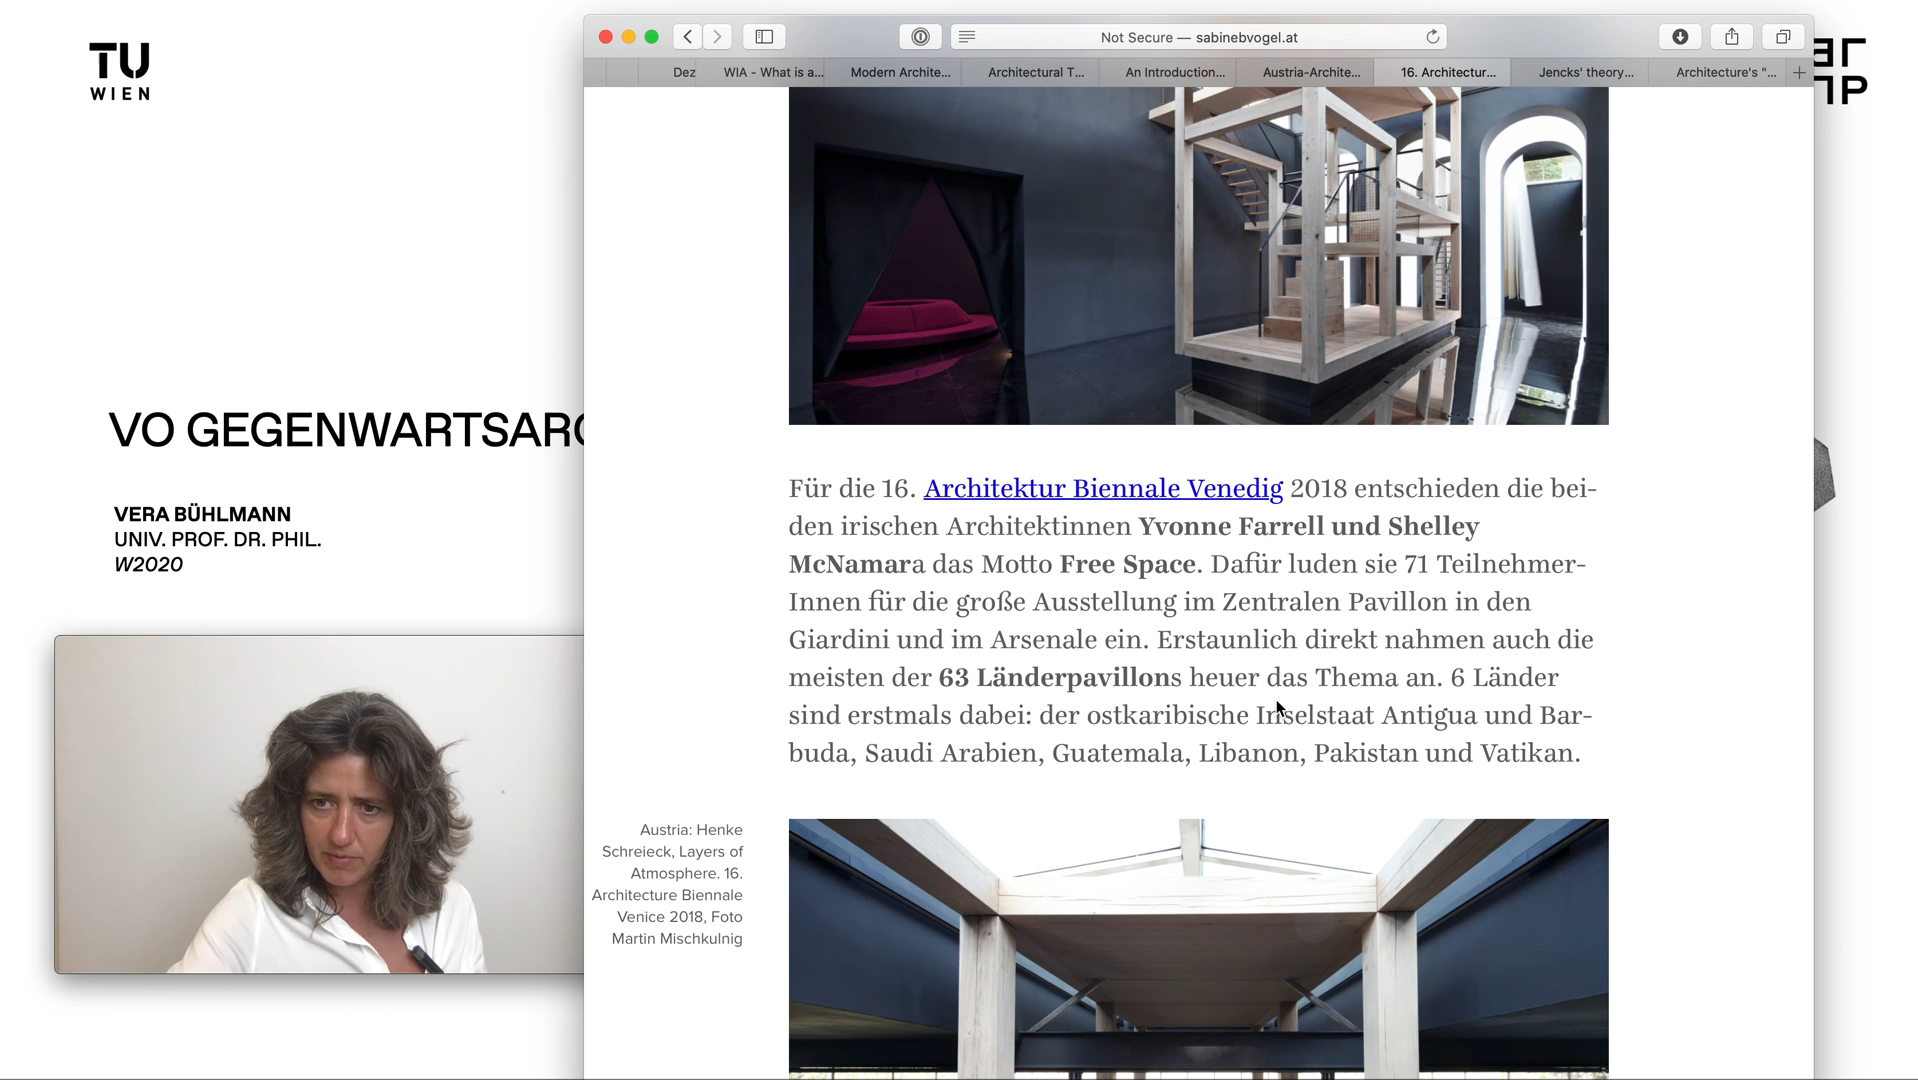 TU
WIEN
VO GEGENWARTSARC
VERA BÜHLMANN
UNIV. PROF. DR. PHIL.
W2020
Not Secure — sabinebvogel.at
Dez
WIA - What is a...
Modern Archite...
Architectural T...
An Introduction...
Austria-Archite...
16. Architectur...
Jencks' theory...
Architecture's "...
Für die 16. Architektur Biennale Venedig 2018 entschieden die bei-
den irischen Architektinnen Yvonne Farrell und Shelley
McNamara das Motto Free Space. Dafür luden sie 71 Teilnehmer-
Innen für die große Ausstellung im Zentralen Pavillon in den
Giardini und im Arsenale ein. Erstaunlich direkt nahmen auch die
meisten der 63 Länderpavillons heuer das Thema an. 6 Länder
sind erstmals dabei: der ostkaribische Inselstaat Antigua und Bar-
buda, Saudi Arabien, Guatemala, Libanon, Pakistan und Vatikan.
Austria: Henke
Schreieck, Layers of
Atmosphere. 16.
Architecture Biennale
Venice 2018, Foto
Martin Mischkulnig